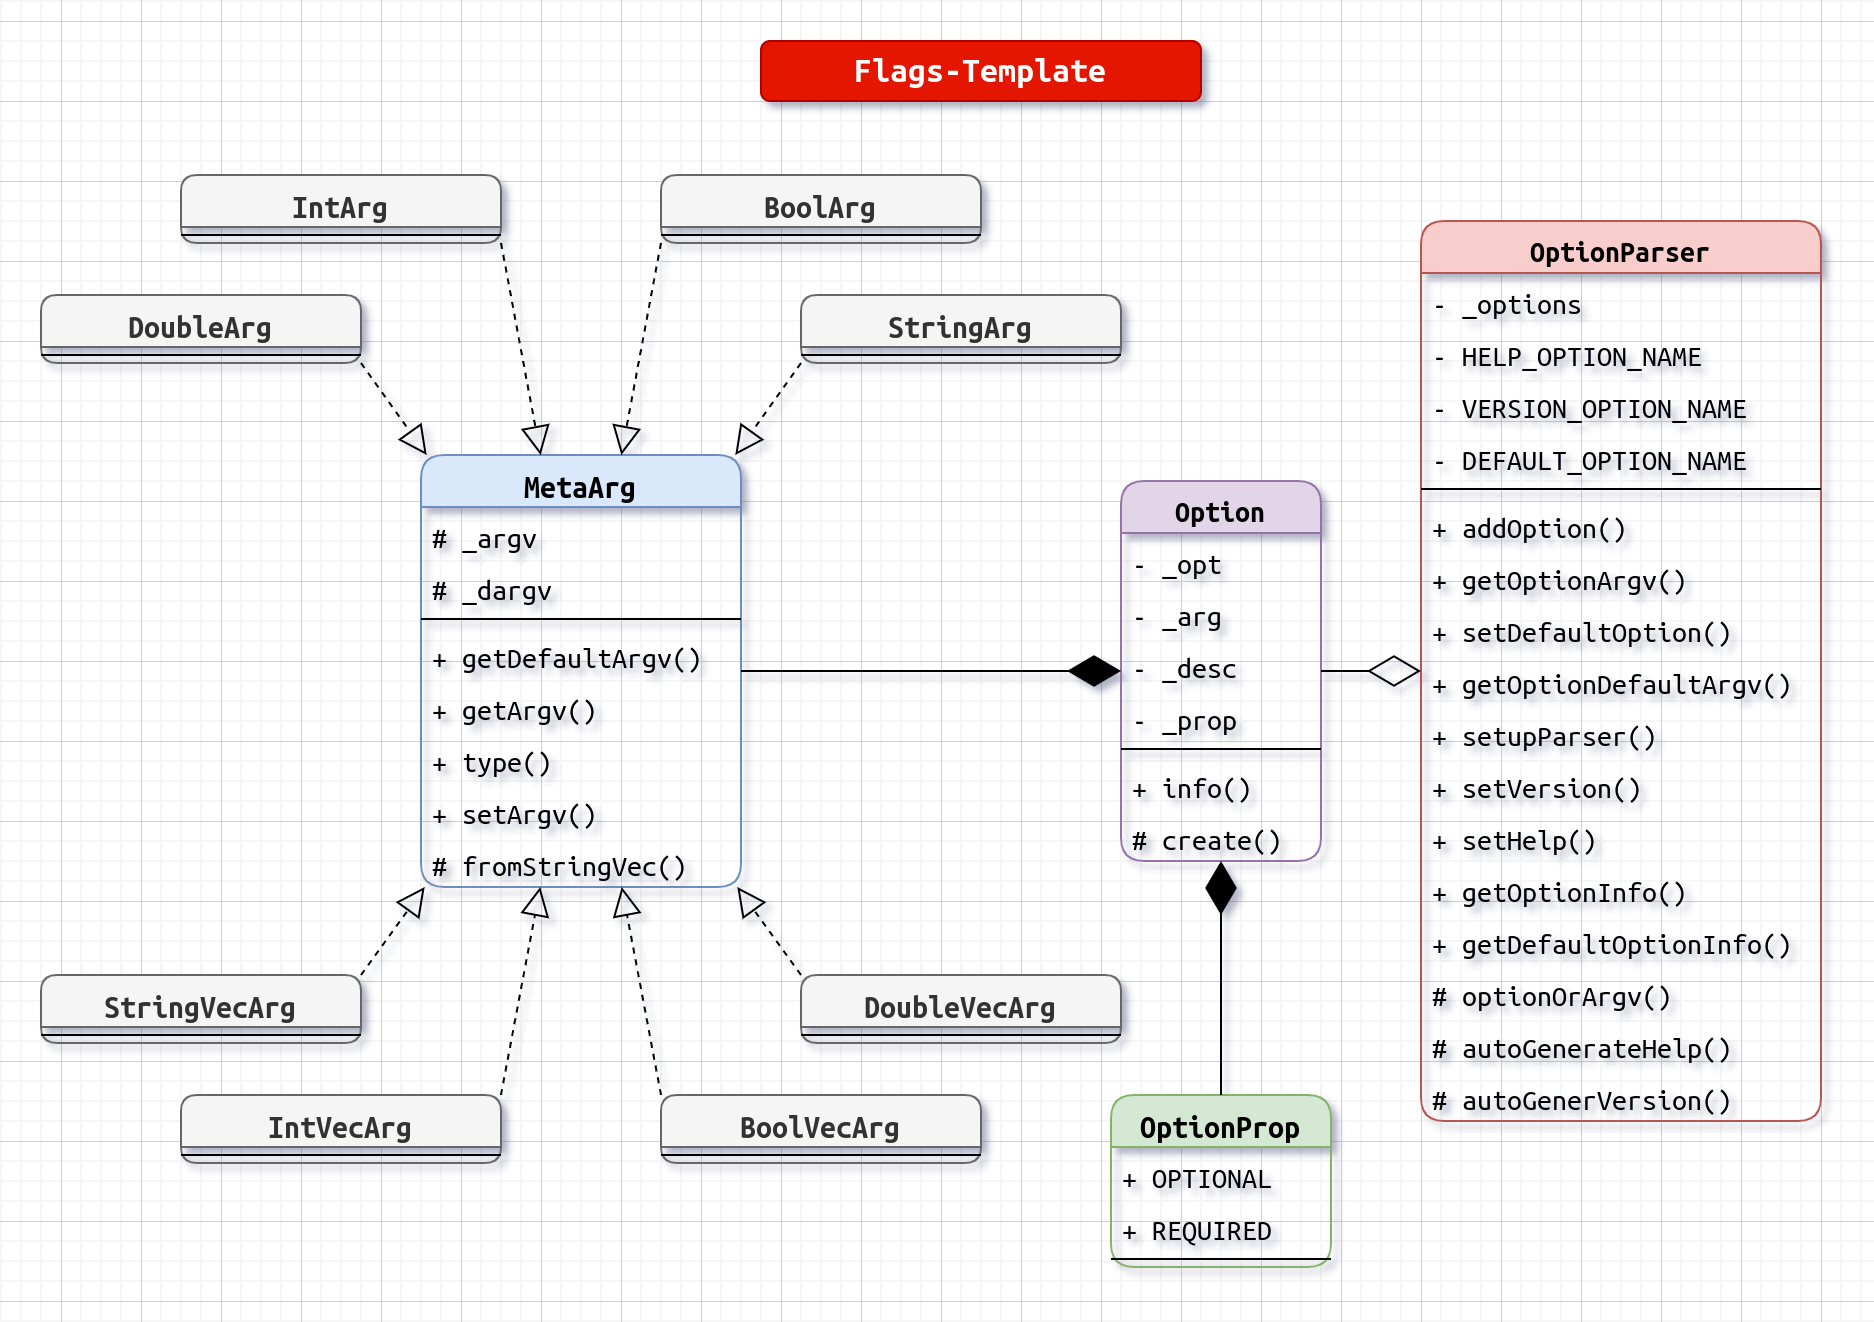 Flags-Template
IntArg
BoolArg
DoubleArg
StringArg
MetaArg
# _argv
# _dargv
+ getDefaultArgv()
+ getArgv()
+ type()
+ setArgv()
# fromStringVec()
Option
- _opt
- _arg
- _desc
- _prop
+ info()
# create()
OptionParser
- _options
- HELP_OPTION_NAME
- VERSION_OPTION_NAME
- DEFAULT_OPTION_NAME
+ addOption()
+ getOptionArgv()
+ setDefaultOption()
+ getOptionDefaultArgv()
+ setupParser()
+ setVersion()
+ setHelp()
+ getOptionInfo()
+ getDefaultOptionInfo()
# optionOrArgv()
# autoGenerateHelp()
# autoGenerVersion()
StringVecArg
DoubleVecArg
IntVecArg
BoolVecArg
OptionProp
+ OPTIONAL
+ REQUIRED